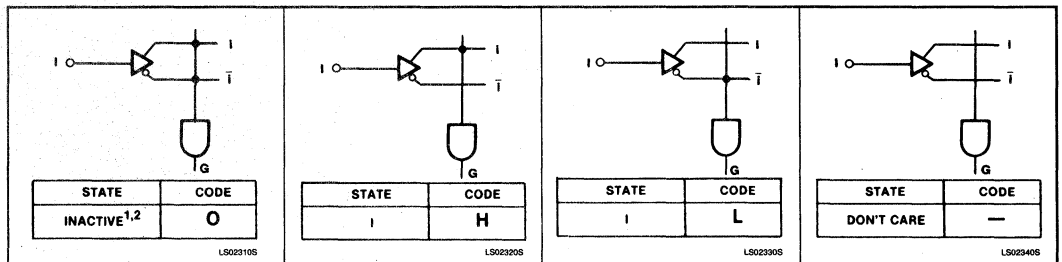 I
I
Ī
G
STATE CODE
INACTIVE1,2 O
LS02310S
I
I
Ī
G
STATE CODE
I H
LS02320S
I
I
Ī
G
STATE CODE
I L
LS02330S
I
I
Ī
G
STATE CODE
DON'T CARE —
LS02340S